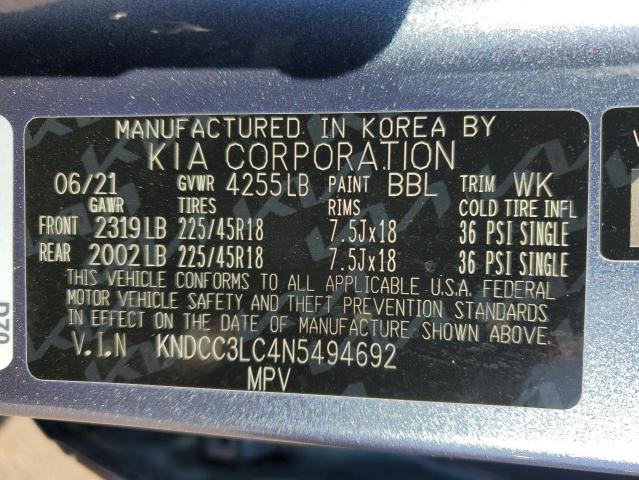 MANUFACTURED IN KOREA BY
KIA CORPORATION
06/21 GVWR 4255LB PAINT BBL TRIM WK
GAWR TIRES RIMS COLD TIRE INFL
FRONT 2319LB 225/45R18 7.5Jx18 36 PSI SINGLE
REAR 2002LB 225/45R18 7.5Jx18 36 PSI SINGLE
THIS VEHICLE CONFORMS TO ALL APPLICABLE U.S.A. FEDERAL
MOTOR VEHICLE SAFETY AND THEFT PREVENTION STANDARDS
IN EFFECT ON THE DATE OF MANUFACTURE SHOWN ABOVE.
V.I.N KNDCC3LC4N5494692
MPV